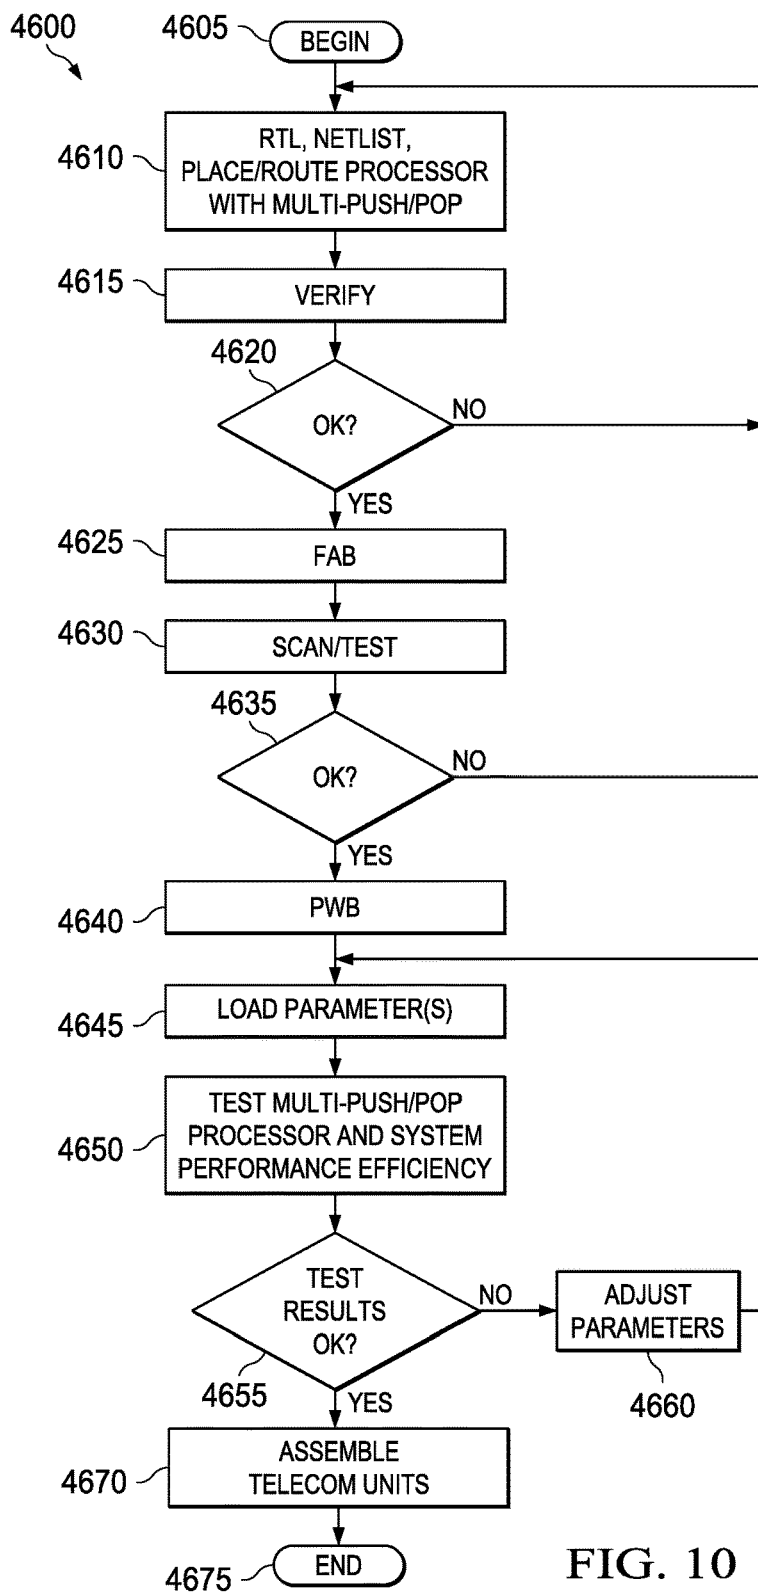 4600
4605
BEGIN
4610
RTL, NETLIST,
PLACE/ROUTE PROCESSOR
WITH MULTI-PUSH/POP
4615
VERIFY
4620
OK?
NO
YES
4625
FAB
4630
SCAN/TEST
4635
OK?
NO
YES
4640
PWB
4645
LOAD PARAMETER(S)
4650
TEST MULTI-PUSH/POP
PROCESSOR AND SYSTEM
PERFORMANCE EFFICIENCY
TEST
RESULTS
OK?
4655
NO
ADJUST
PARAMETERS
4660
YES
4670
ASSEMBLE
TELECOM UNITS
4675
END
FIG. 10